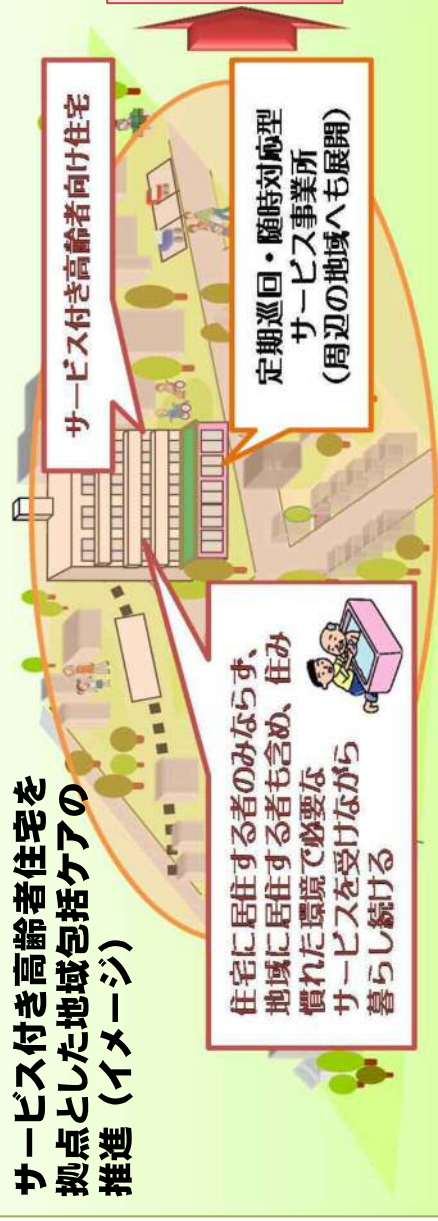 サービス付き高齢者住宅を
拠点とした地域包括ケアの
推進（イメージ）
サービス付き高齢者向け住宅
定期巡回・随時対応型
サービス事業所
(周辺の地域へも展開)
住宅に居住する者のみならず、
地域に居住する者も含め、住み
慣れた環境で必要な
サービスを受けながら
暮らし続ける